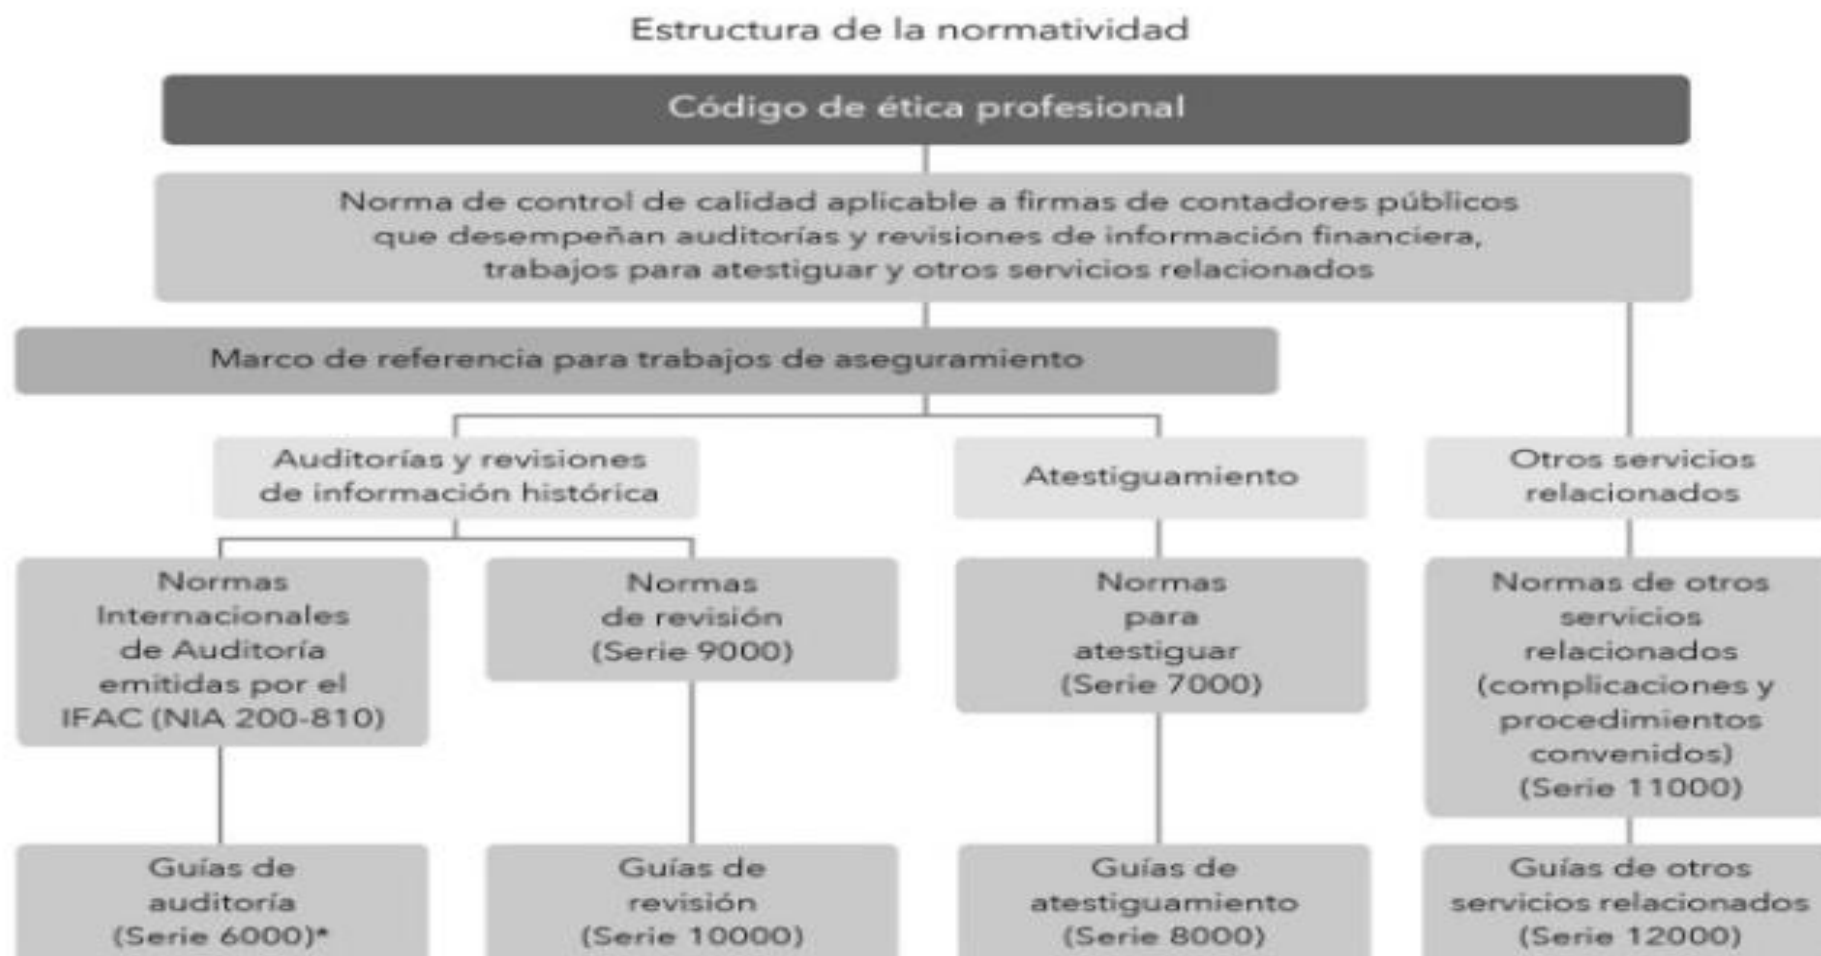 Estructura de la normatividad
Código de ética profesional
Norma de control de calidad aplicable a firmas de contadores públicos
que desempeñan auditorías y revisiones de información financiera,
trabajos para atestiguar y otros servicios relacionados
Marco de referencia para trabajos de aseguramiento
Auditorías y revisiones
de información histórica
Atestiguamiento
Otros servicios
relacionados
Normas
Internacionales
de Auditoría
emitidas por el
IFAC (NIA 200-810)
Normas
de revisión
(Serie 9000)
Normas
para
atestiguar
(Serie 7000)
Normas de otros
servicios
relacionados
(complicaciones y
procedimientos
convenidos)
(Serie 11000)
Guías de
auditoría
(Serie 6000)*
Guías de
revisión
(Serie 10000)
Guías de
atestiguamiento
(Serie 8000)
Guías de otros
servicios relacionados
(Serie 12000)